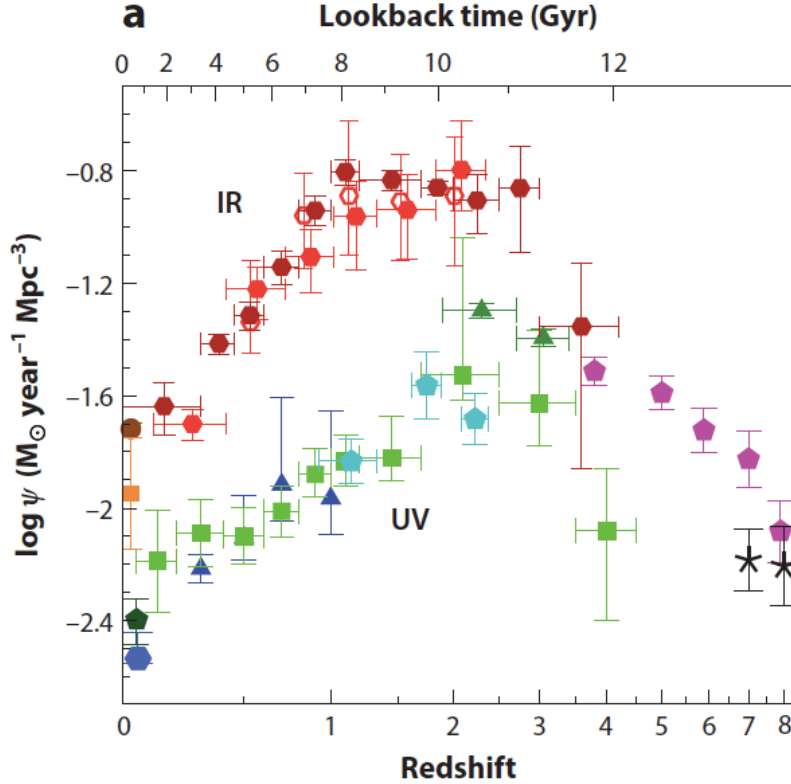 a
Lookback time (Gyr)
0 2 4 6 8 10 12
log ψ (M⊙ year−1 Mpc−3)
−0.8
IR
−1.2
−1.6
−2
UV
−2.4
0 1 2 3 4 5 6 7 8
Redshift